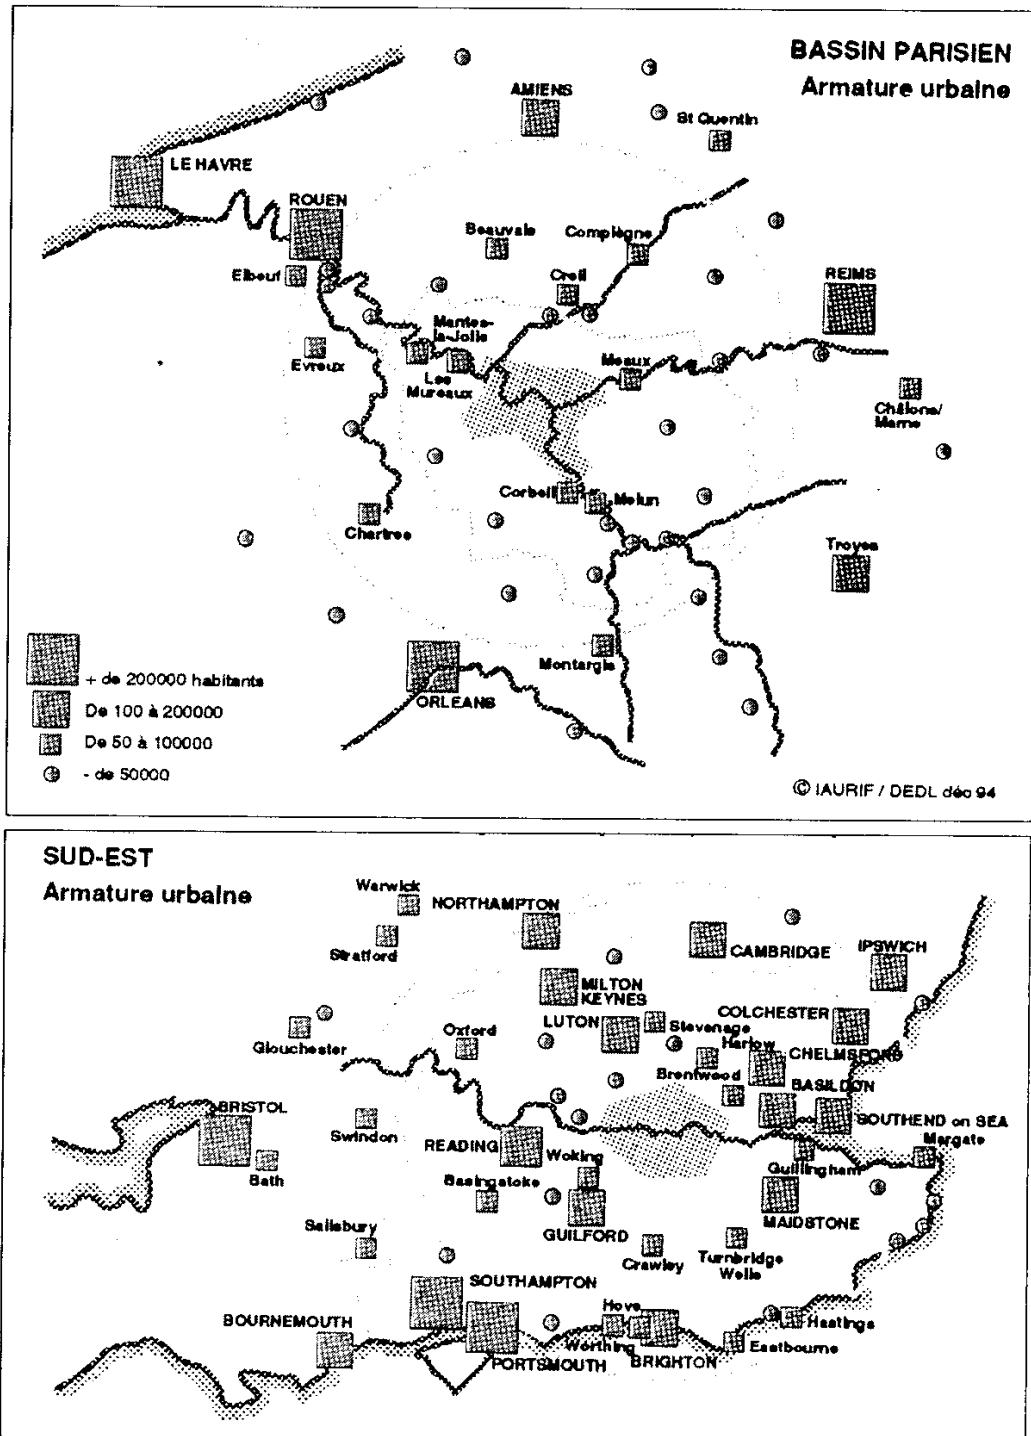 BASSIN PARISIEN
Armature urbaine
AMIENS
St Quentin
LE HAVRE
ROUEN
Beauvais
Compiègne
Elbeuf
Creil
REIMS
Mantes-
la-Jolie
Evreux
Les
Mureaux
Meaux
Châlons/
Marne
Corbeil
Melun
Chartres
Troyes
Montargis
ORLEANS
+ de 200000 habitants
De 100 à 200000
De 50 à 100000
- de 50000
© IAURIF / DEDL déc 94
SUD-EST
Armature urbaine
Warwick
NORTHAMPTON
Stratford
CAMBRIDGE
IPSWICH
MILTON
KEYNES
COLCHESTER
LUTON
Stevenage
Glouchester
Oxford
Harlow
CHELMSFORD
Brentwood
BASILDON
BRISTOL
SOUTHEND on SEA
Swindon
READING
Margate
Woking
Guillingham
Bath
Basingstoke
MAIDSTONE
Salisbury
GUILFORD
Crawley
Turnbridge
Wells
SOUTHAMPTON
BOURNEMOUTH
Hove
Hastings
Worthing
Eastbourne
PORTSMOUTH
BRIGHTON